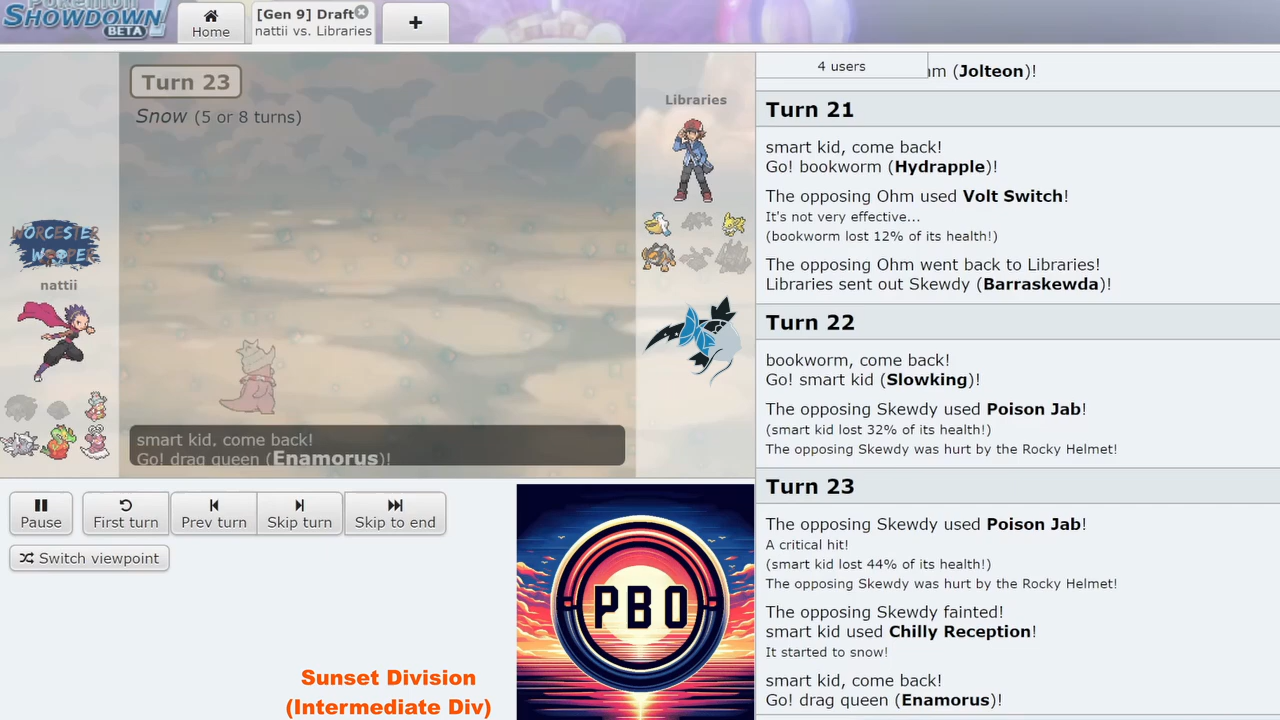 Pokémon
SHOWDOWN
BETA
Home
[Gen 9] Draft
nattii vs. Libraries
+
4 users
Turn 23
Snow (5 or 8 turns)
Libraries
WORCESTER
WOOPER
nattii
smart kid, come back!
Go! drag queen (Enamorus)!
Pause
First turn
Prev turn
Skip turn
Skip to end
Switch viewpoint
PBO
Sunset Division
(Intermediate Div)
(Jolteon)!
Turn 21
smart kid, come back!
Go! bookworm (Hydrapple)!
The opposing Ohm used Volt Switch!
It's not very effective...
(bookworm lost 12% of its health!)
The opposing Ohm went back to Libraries!
Libraries sent out Skewdy (Barraskewda)!
Turn 22
bookworm, come back!
Go! smart kid (Slowking)!
The opposing Skewdy used Poison Jab!
(smart kid lost 32% of its health!)
The opposing Skewdy was hurt by the Rocky Helmet!
Turn 23
The opposing Skewdy used Poison Jab!
A critical hit!
(smart kid lost 44% of its health!)
The opposing Skewdy was hurt by the Rocky Helmet!
The opposing Skewdy fainted!
smart kid used Chilly Reception!
It started to snow!
smart kid, come back!
Go! drag queen (Enamorus)!